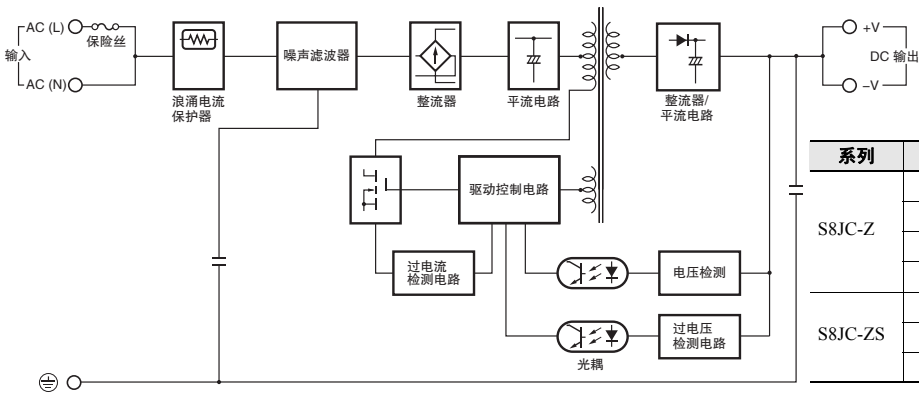 AC (L)
保险丝
输入
AC (N)
浪涌电流
保护器
噪声滤波器
整流器
平流电路
整流器/
平流电路
+V
DC 输出
–V
驱动控制电路
过电流
检测电路
电压检测
过电压
检测电路
光耦
系列
S8JC-Z
S8JC-ZS